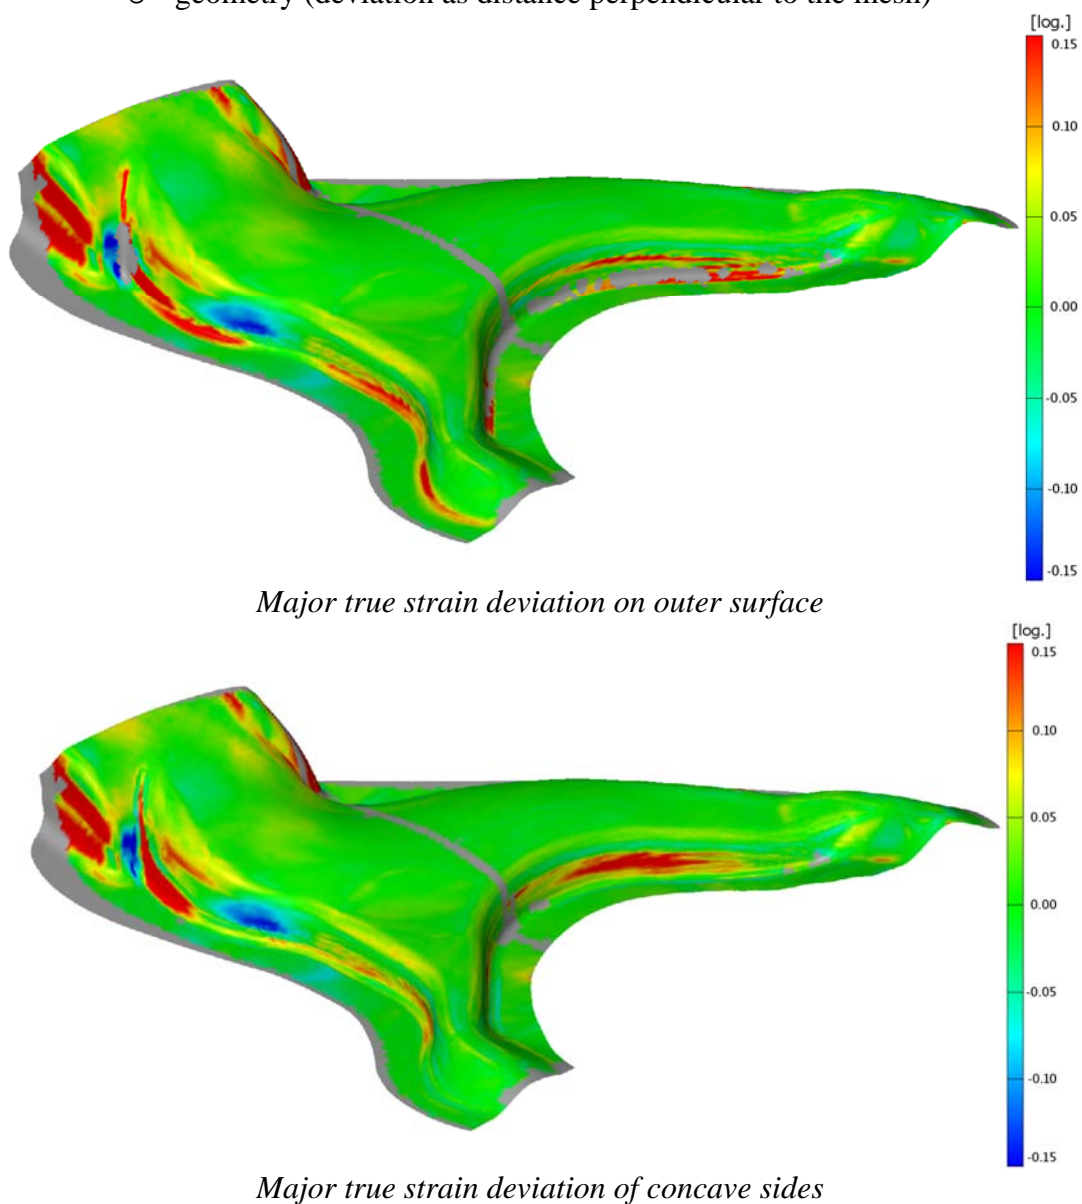 geometry (deviation as distance perpendicular to the mesh)
[log.]
0.15
0.10
0.05
0.00
-0.05
-0.10
-0.15
Major true strain deviation on outer surface
[log.]
0.15
0.10
0.05
0.00
-0.05
-0.10
-0.15
Major true strain deviation of concave sides